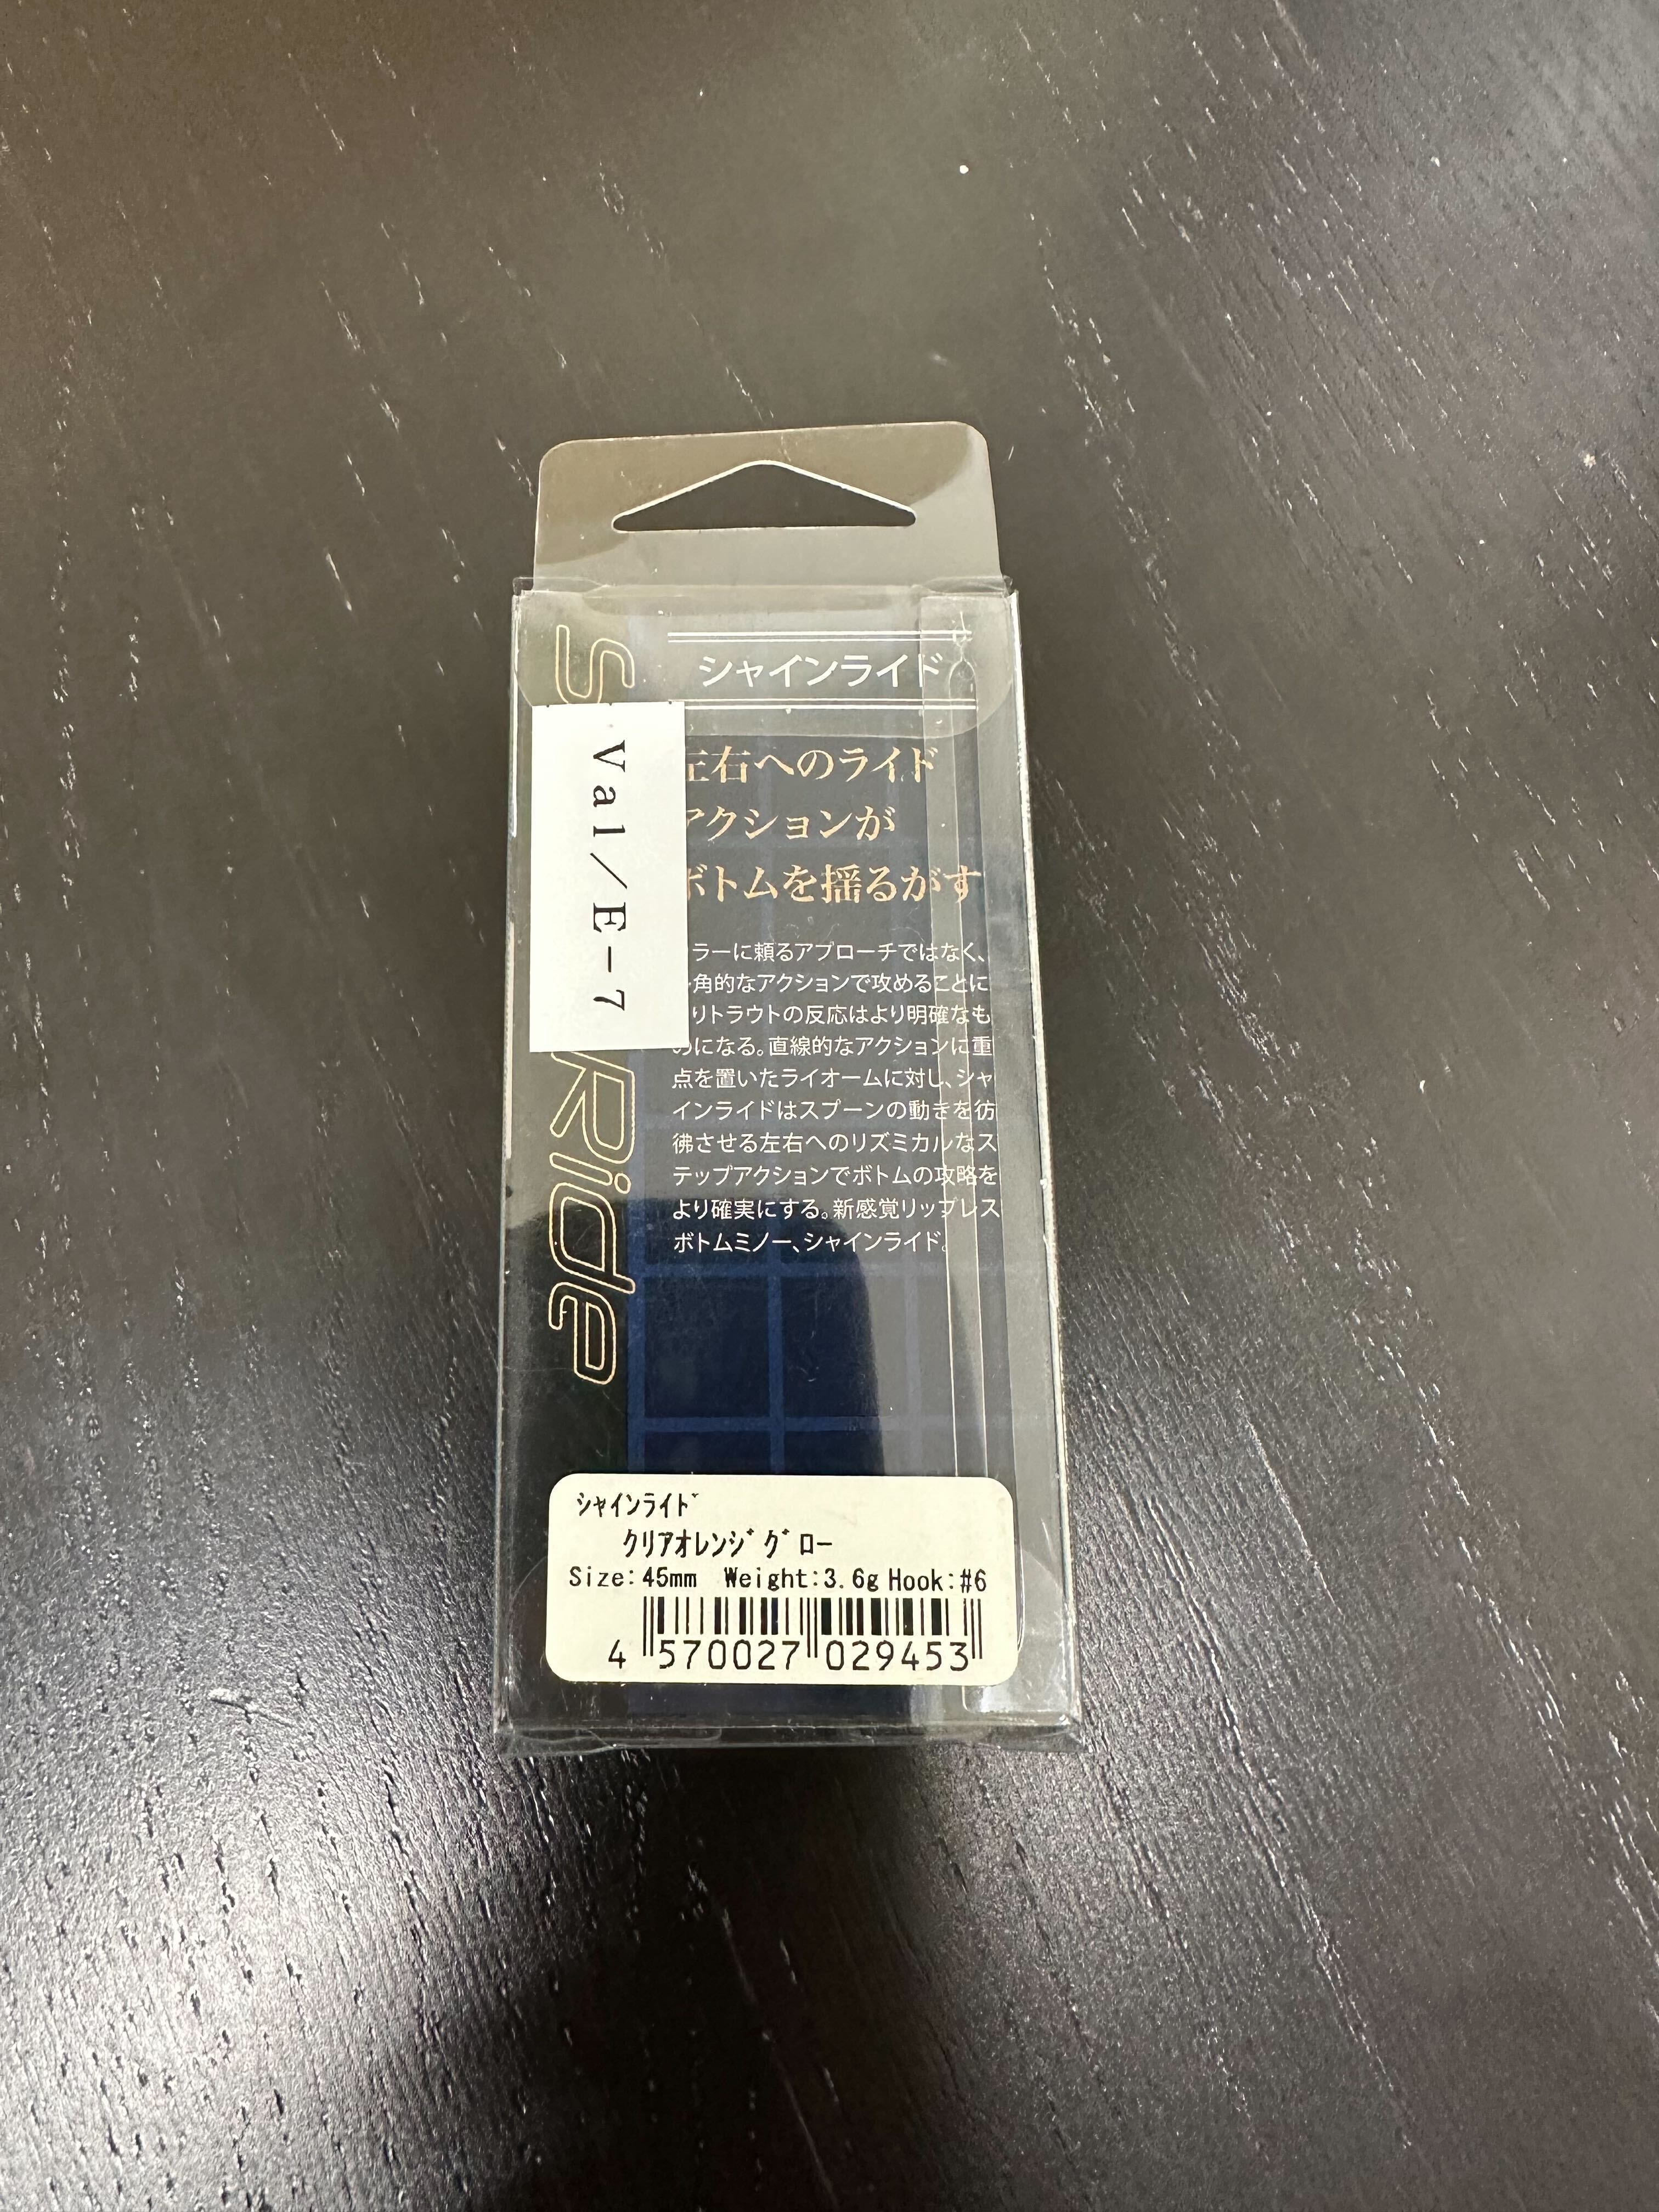 シャインライド
左右へのライド
アクションが
ボトムを揺るがす
ラーに頼るアプローチではなく、
角的なアクションで攻めることに
りトラウトの反応はより明確なも
のになる。直線的なアクションに重
点を置いたライオームに対し、シャ
インライドはスプーンの動きを彷
彿させる左右へのリズミカルなス
テップアクションでボトムの攻略を
より確実にする。新感覚リップレス
ボトムミノー、シャインライド。
Val/E-7
Ride
シャインライド
クリアオレンジグロー
Size:45mm Weight:3.6g Hook:#6
4 570027 029453